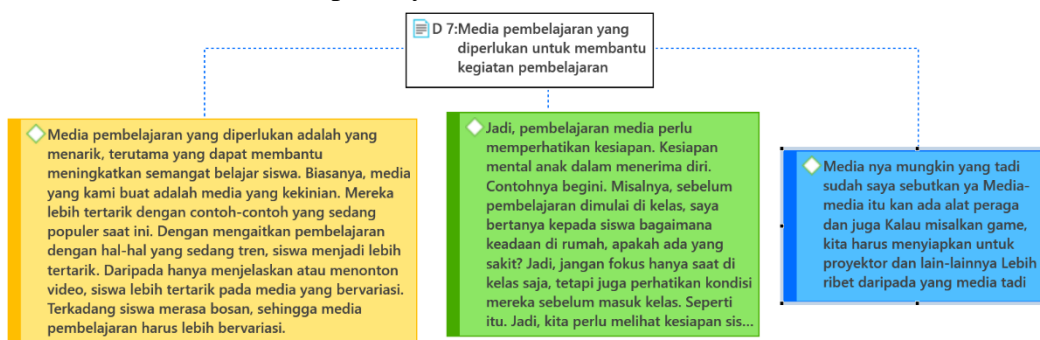 D 7:Media pembelajaran yang
diperlukan untuk membantu
kegiatan pembelajaran
Media pembelajaran yang diperlukan adalah yang
menarik, terutama yang dapat membantu
meningkatkan semangat belajar siswa. Biasanya, media
yang kami buat adalah media yang kekinian. Mereka
lebih tertarik dengan contoh-contoh yang sedang
populer saat ini. Dengan mengaitkan pembelajaran
dengan hal-hal yang sedang tren, siswa menjadi lebih
tertarik. Daripada hanya menjelaskan atau menonton
video, siswa lebih tertarik pada media yang bervariasi.
Terkadang siswa merasa bosan, sehingga media
pembelajaran harus lebih bervariasi.
Jadi, pembelajaran media perlu
memperhatikan kesiapan. Kesiapan
mental anak dalam menerima diri.
Contohnya begini. Misalnya, sebelum
pembelajaran dimulai di kelas, saya
bertanya kepada siswa bagaimana
keadaan di rumah, apakah ada yang
sakit? Jadi, jangan fokus hanya saat di
kelas saja, tetapi juga perhatikan kondisi
mereka sebelum masuk kelas. Seperti
itu. Jadi, kita perlu melihat kesiapan sis...
Media nya mungkin yang tadi
sudah saya sebutkan ya Media-
media itu kan ada alat peraga
dan juga Kalau misalkan game,
kita harus menyiapkan untuk
proyektor dan lain-lainnya Lebih
ribet daripada yang media tadi